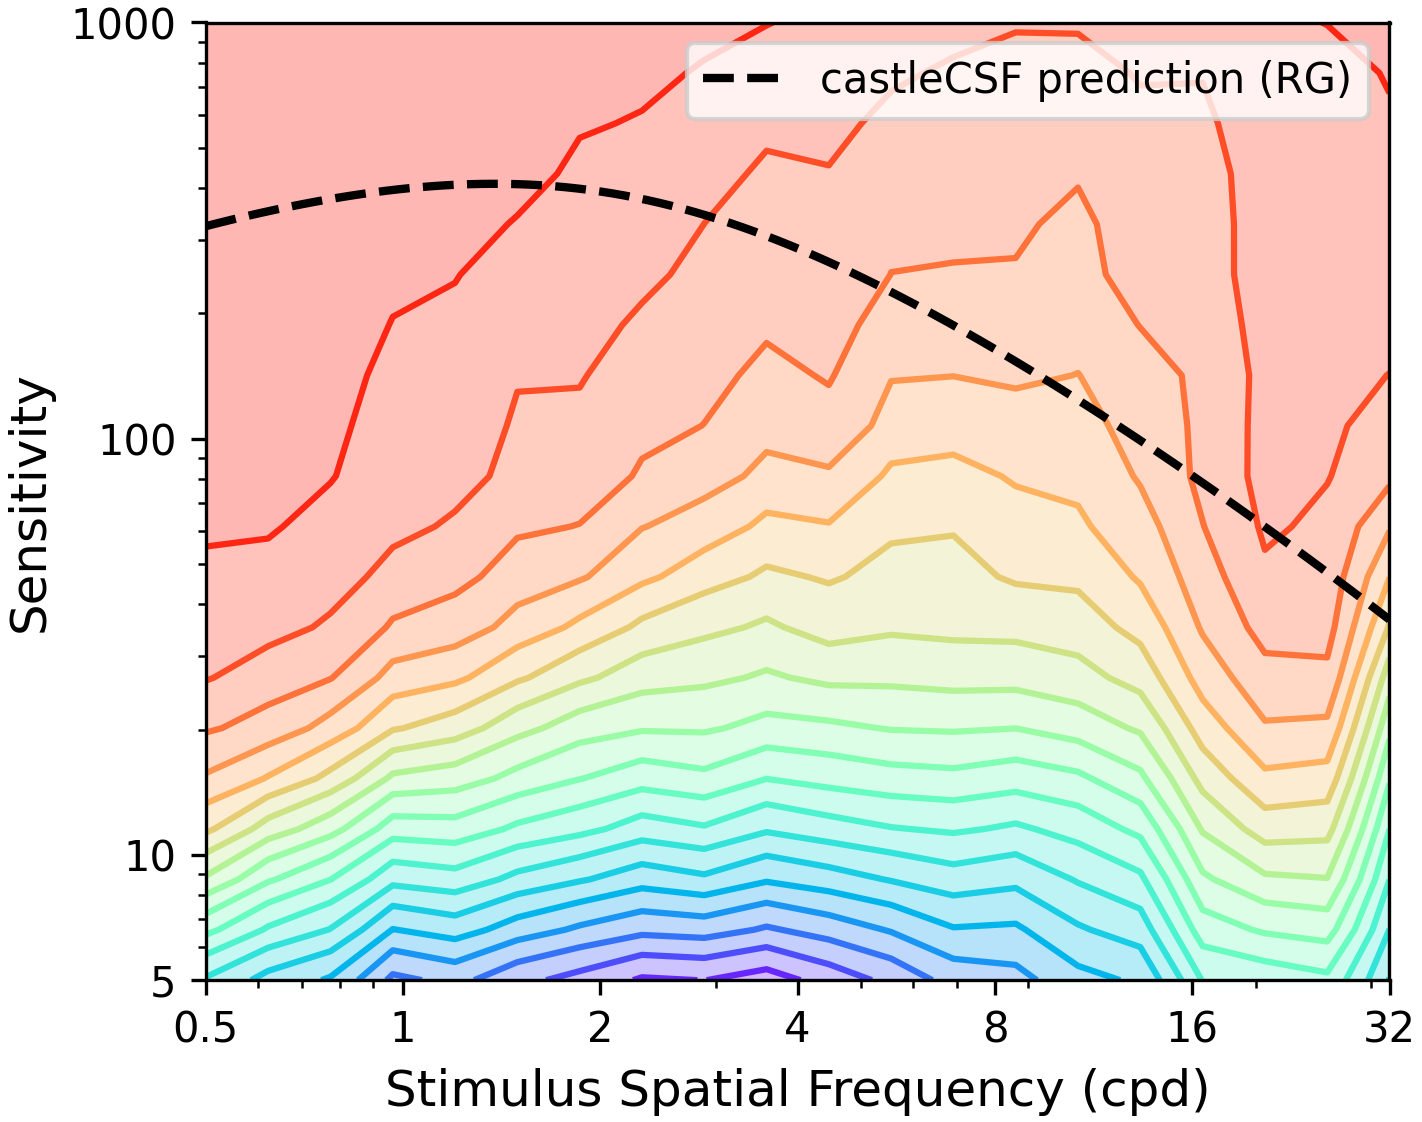 1000
castleCSF prediction (RG)
Sensitivity
100
10
5
0.5 1 2 4 8 16 32
Stimulus Spatial Frequency (cpd)